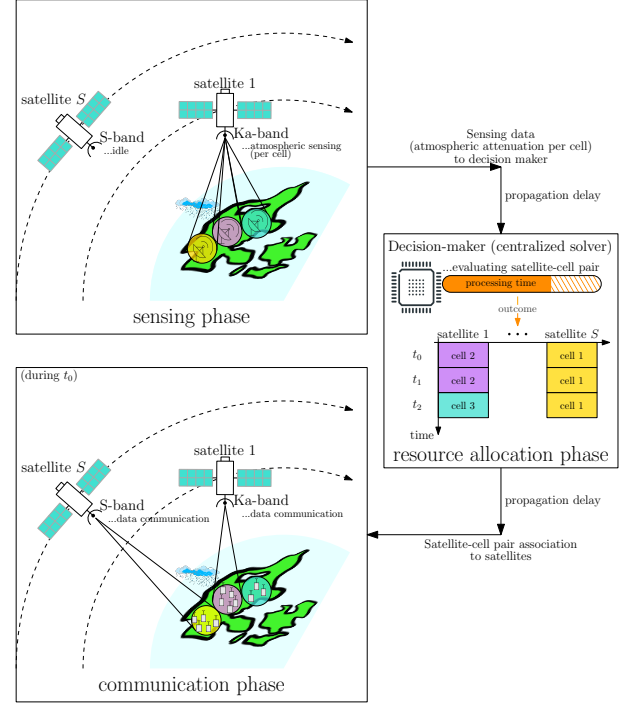 satellite 1
satellite S
S-band
...idle
Ka-band
...atmospheric sensing
(per cell)
sensing phase
Sensing data
(atmospheric attenuation per cell)
to decision maker
propagation delay
Decision-maker (centralized solver)
...evaluating satellite-cell pair
processing time
outcome
satellite 1 ... satellite S
t0 cell 2 cell 1
t1 cell 2 cell 1
t2 cell 3 cell 1
time
resource allocation phase
propagation delay
Satellite-cell pair association
to satellites
(during t0)
satellite 1
satellite S
S-band
...data communication
Ka-band
...data communication
communication phase